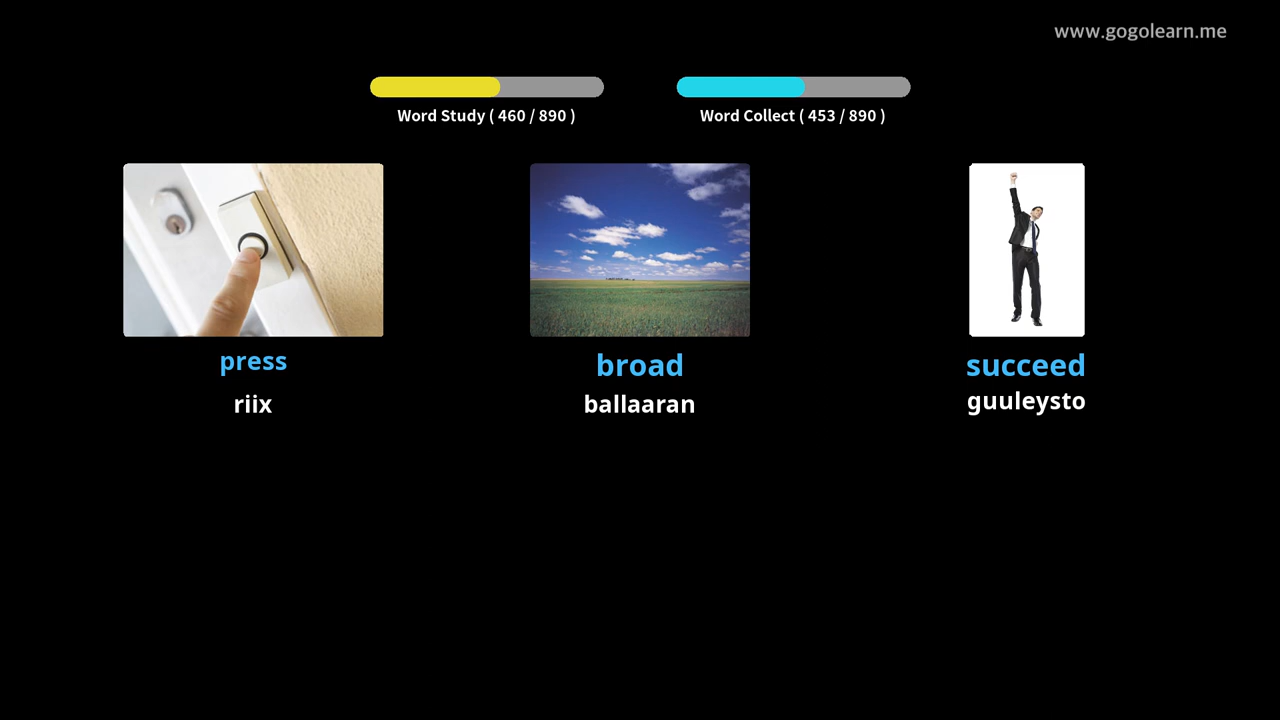 www.gogolearn.me
Word Study ( 460 / 890 )
Word Collect ( 453 / 890 )
press
riix
broad
ballaaran
succeed
guuleysto